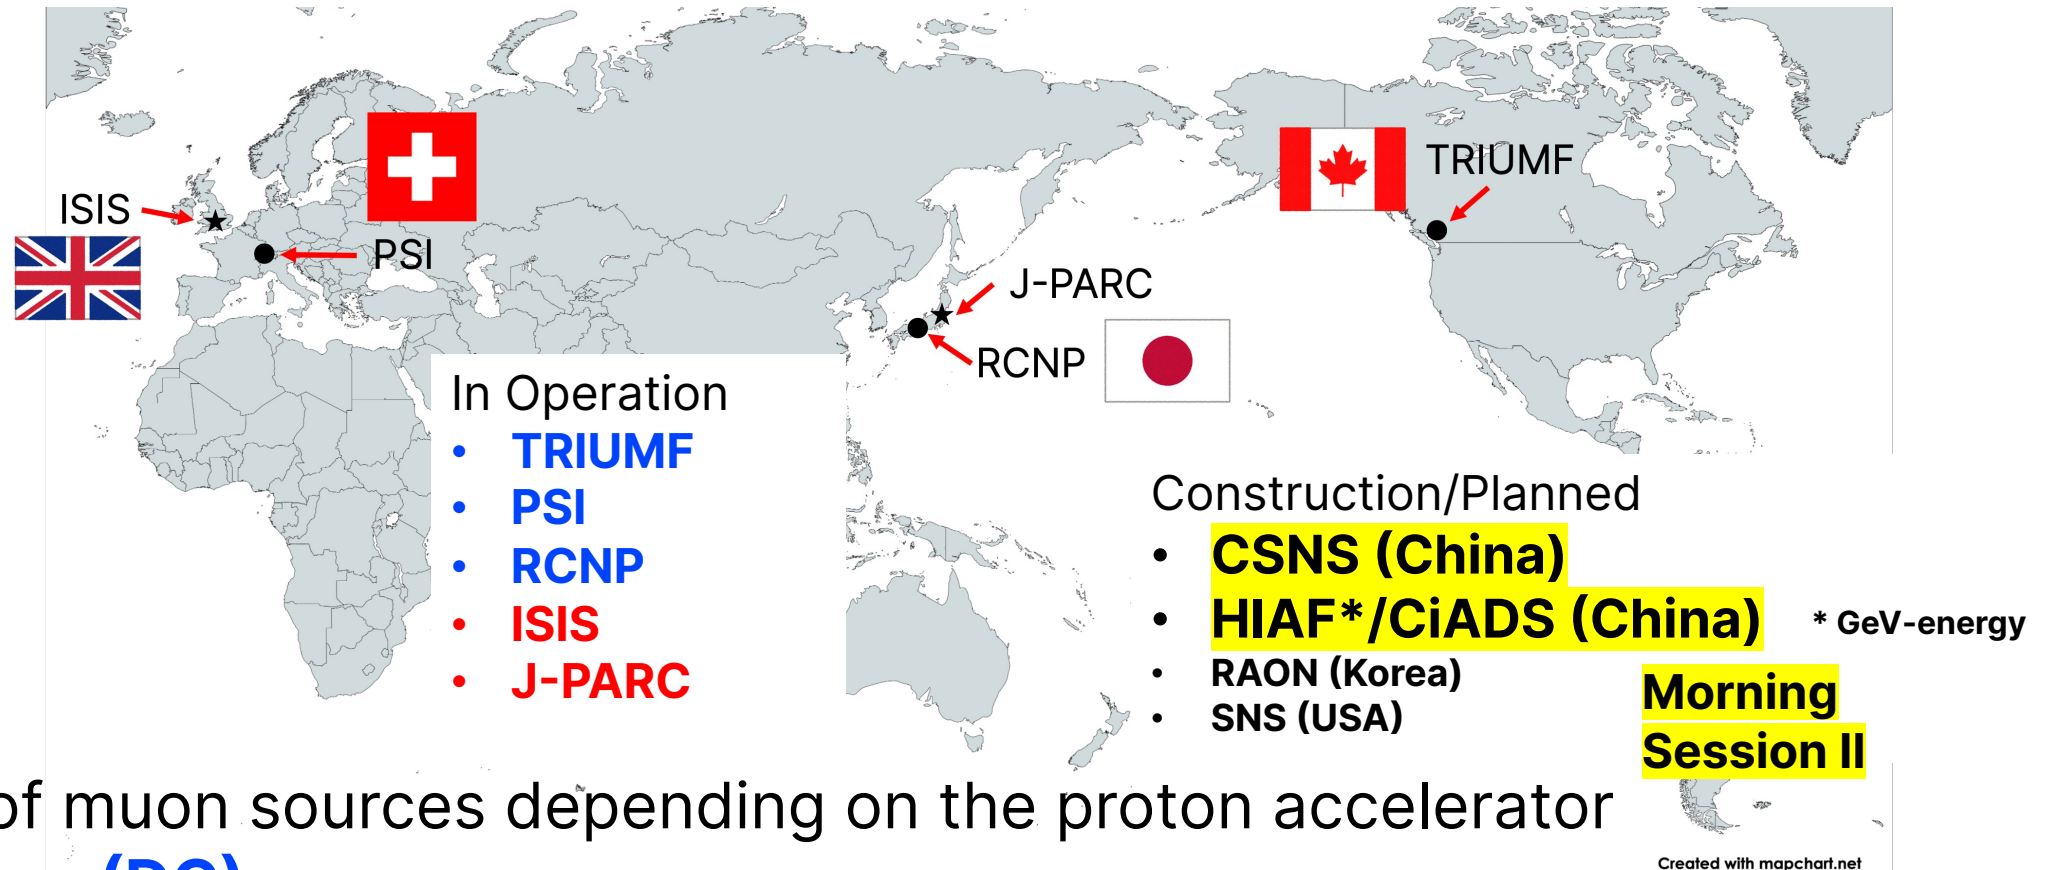 TRIUMF
ISIS
PSI
J-PARC
RCNP
In Operation
• TRIUMF
• PSI
• RCNP
• ISIS
• J-PARC
Construction/Planned
• CSNS (China)
• HIAF*/CiADS (China)
* GeV-energy
• RAON (Korea)
• SNS (USA)
Morning
Session II
of muon sources depending on the proton accelerator
(DC)
Created with mapchart.net